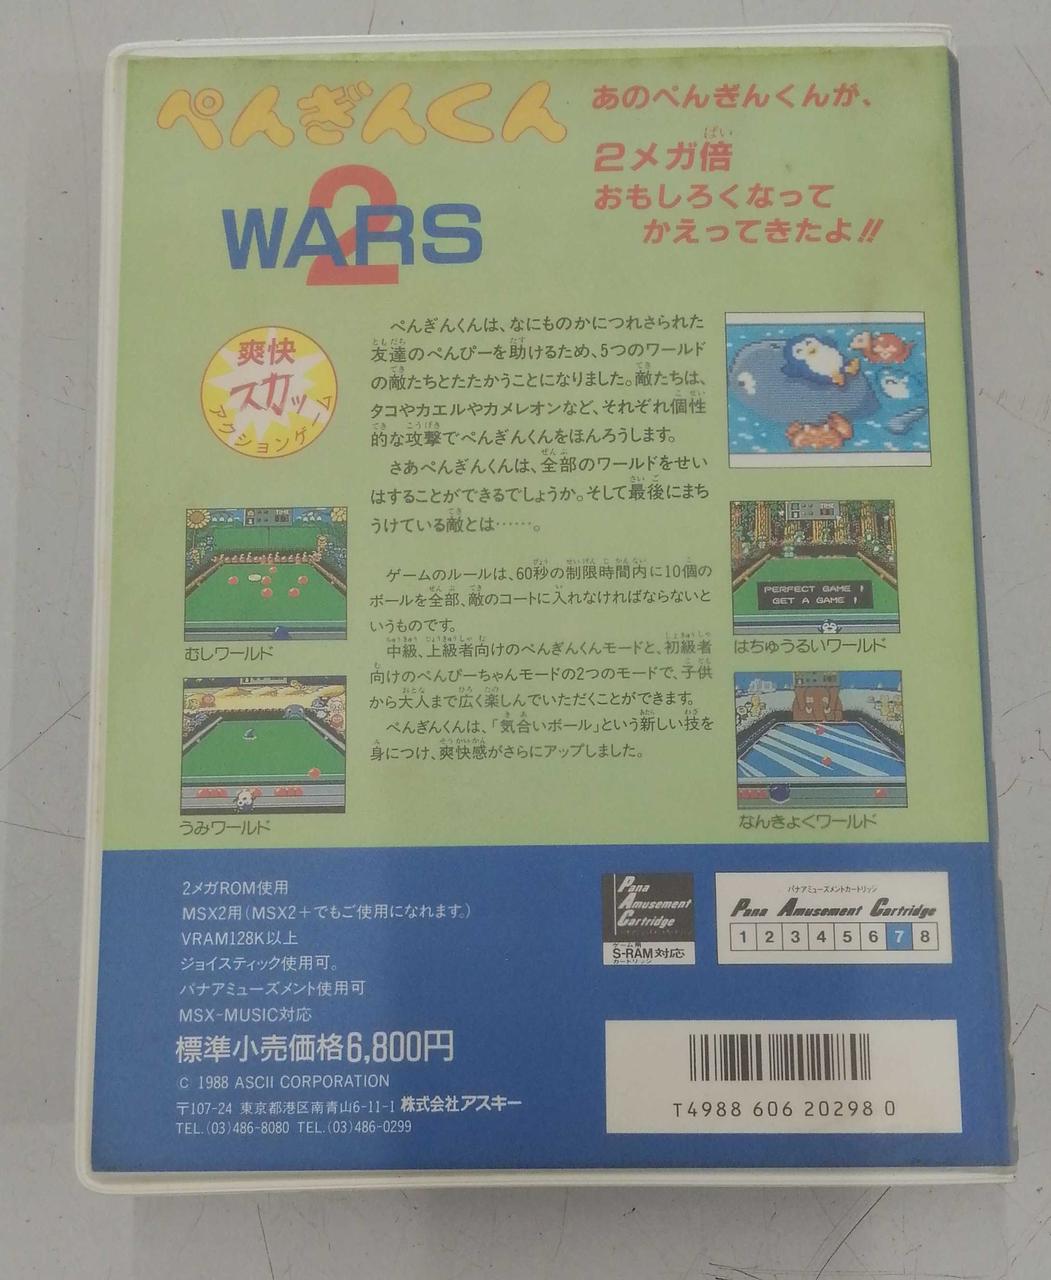 ぺんぎんくん
WARS
2
あのぺんぎんくんが、
2メガ倍
おもしろくなって
かえってきたよ!!
爽快
スカッ
アクションゲーム
ぺんぎんくんは、なにものかにつれさられた
友達のぺんぴーを助けるため、5つのワールド
の敵たちとたたかうことになりました。敵たちは、
タコやカエルやカメレオンなど、それぞれ個性
的な攻撃でぺんぎんくんをほんろうします。
さあぺんぎんくんは、全部のワールドをせい
はすることができるでしょうか。そして最後にまち
うけている敵とは……。
ゲームのルールは、60秒の制限時間内に10個の
ボールを全部、敵のコートに入れなければならないと
いうものです。
中級、上級者向けのぺんぎんくんモードと、初級者
向けのぺんぴーちゃんモードの2つのモードで、子供
から大人まで広く楽しんでいただくことができます。
ぺんぎんくんは、「気合いボール」という新しい技を
身につけ、爽快感がさらにアップしました。
むしワールド
うみワールド
PERFECT GAME !
GET A GAME !
はちゅうるいワールド
なんきょくワールド
2メガROM使用
MSX2用(MSX2+でもご使用になれます。)
VRAM128K以上
ジョイスティック使用可。
パナアミューズメント使用可
MSX-MUSIC対応
標準小売価格6,800円
© 1988 ASCII CORPORATION
〒107-24 東京都港区南青山6-11-1 株式会社アスキー
TEL.(03)486-8080 TEL.(03)486-0299
Pana
Amusement
Cartridge
ゲーム用
S-RAM対応
カートリッジ
パナアミューズメントカートリッジ
Pana Amusement Cartridge
1 2 3 4 5 6 7 8
T4988 606 20298 0